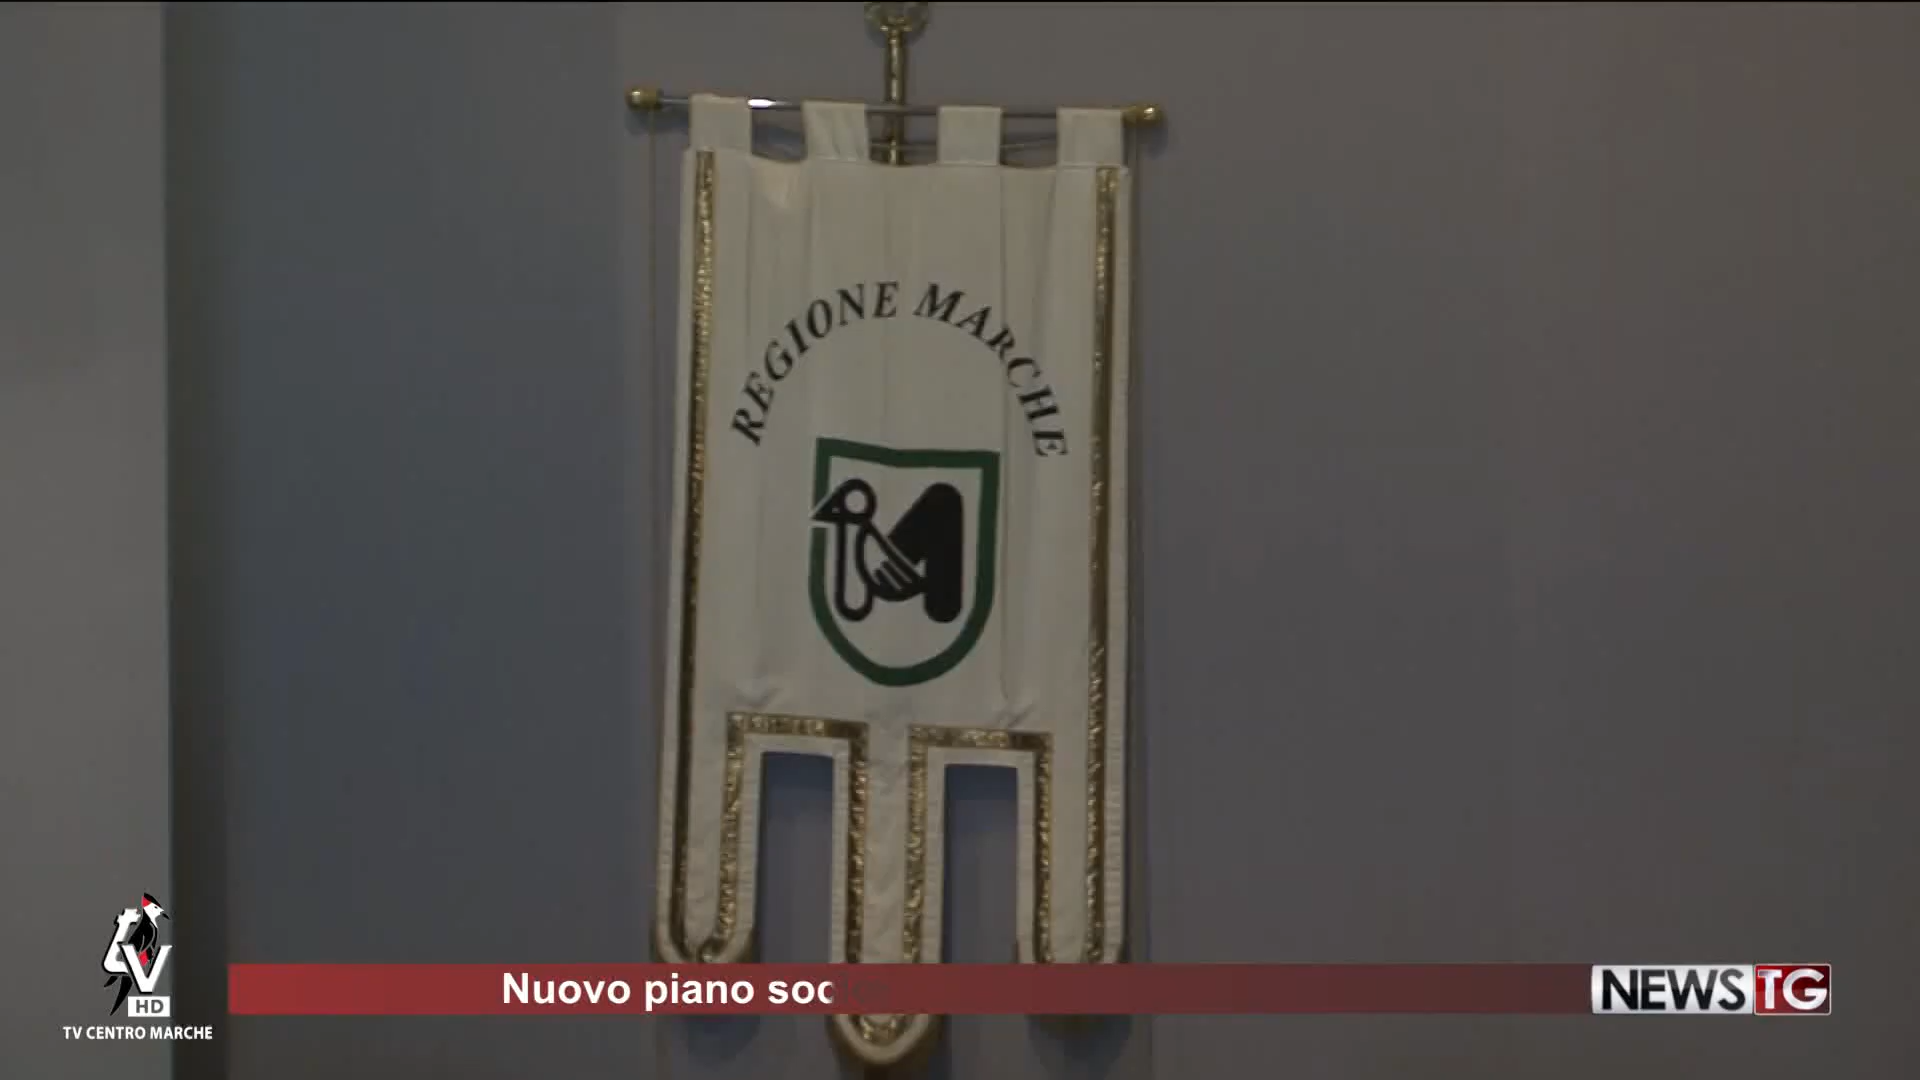 REGIONE MARCHE
Nuovo piano soc
NEWS TG
V
HD
TV CENTRO MARCHE